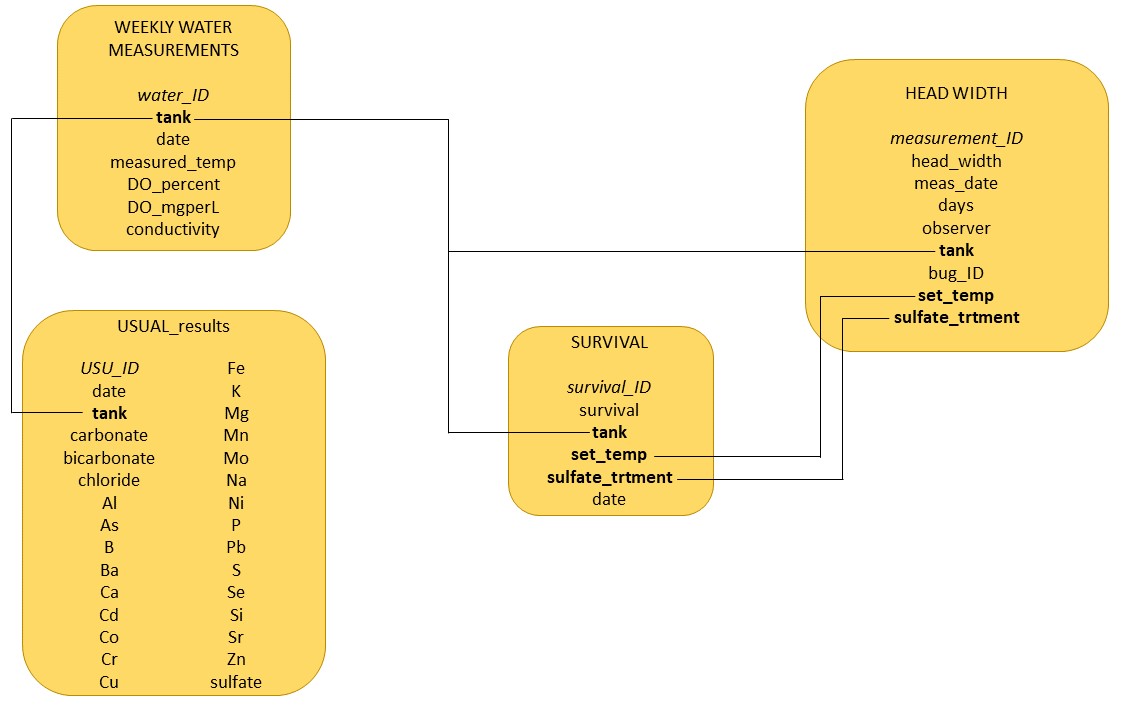 WEEKLY WATER
MEASUREMENTS
water_ID
tank
date
measured_temp
DO_percent
DO_mgperL
conductivity
USUAL_results
USU_ID
date
tank
carbonate
bicarbonate
chloride
Al
As
B
Ba
Ca
Cd
Co
Cr
Cu
Fe
K
Mg
Mn
Mo
Na
Ni
P
Pb
S
Se
Si
Sr
Zn
sulfate
SURVIVAL
survival_ID
survival
tank
set_temp
sulfate_trtment
date
HEAD WIDTH
measurement_ID
head_width
meas_date
days
observer
tank
bug_ID
set_temp
sulfate_trtment